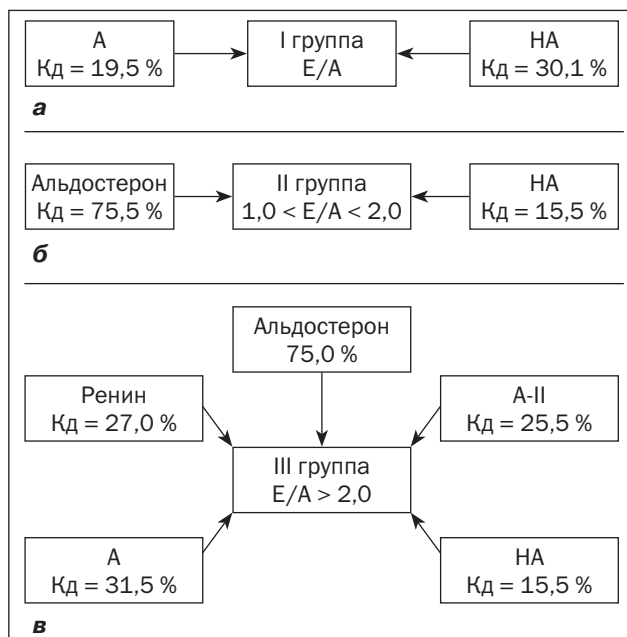 А
Кд = 19,5 %
I группа
Е/А
НА
Кд = 30,1 %
а
Альдостерон
Кд = 75,5 %
II группа
1,0 < Е/А < 2,0
НА
Кд = 15,5 %
б
Альдостерон
75,0 %
Ренин
Кд = 27,0 %
А-II
Кд = 25,5 %
III группа
Е/А > 2,0
А
Кд = 31,5 %
НА
Кд = 15,5 %
в